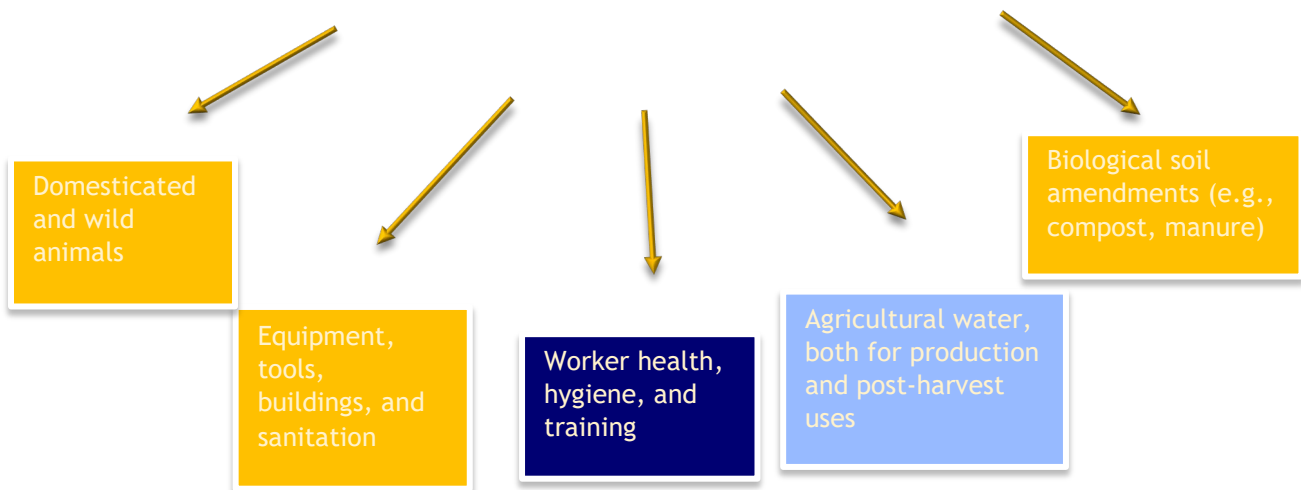 Domesticated
and wild
animals
Equipment,
tools,
buildings, and
sanitation
Worker health,
hygiene, and
training
Agricultural water,
both for production
and post-harvest
uses
Biological soil
amendments (e.g.,
compost, manure)